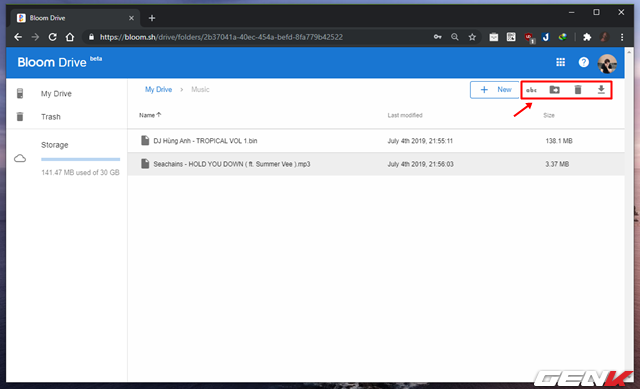 Bloom Drive
https://bloom.sh/drive/folders/2b37041a-40ec-454a-befd-8fa779b42522
Bloom Drive beta
My Drive
Trash
Storage
141.47 MB used of 30 GB
My Drive > Music
+ New
abc
Name
Last modified
Size
DJ Hùng Anh - TROPICAL VOL 1.bin
July 4th 2019, 21:55:11
138.1 MB
Seachains - HOLD YOU DOWN ( ft. Summer Vee ).mp3
July 4th 2019, 21:56:03
3.37 MB
GENK